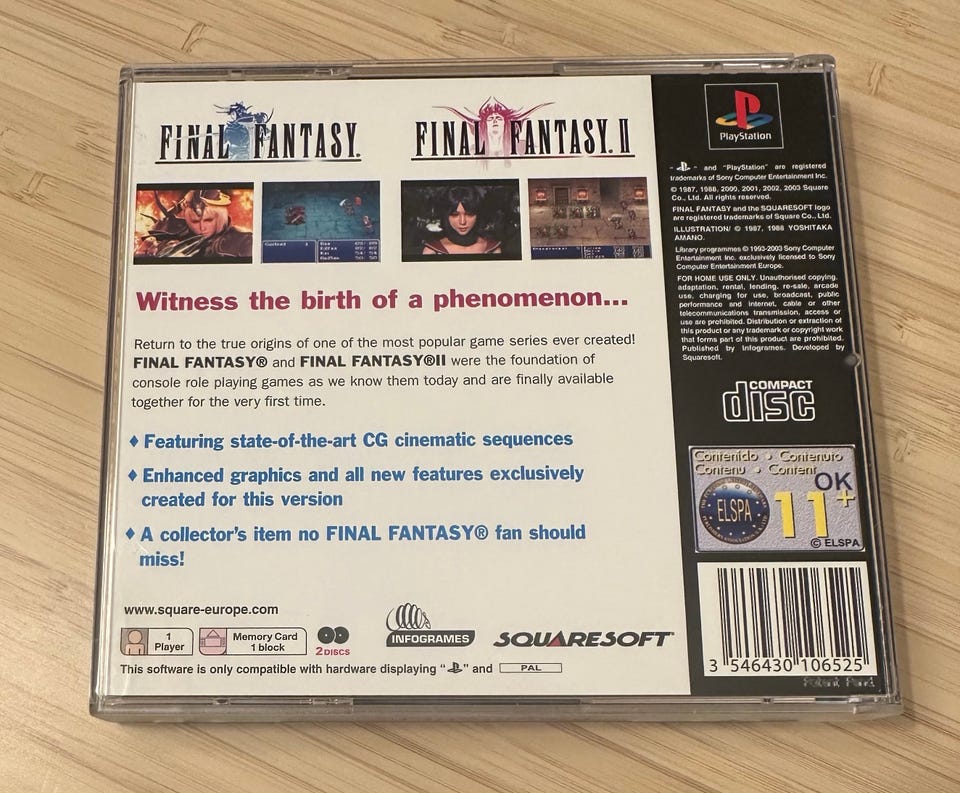 FINAL FANTASY.
FINAL FANTASY. II
Witness the birth of a phenomenon...
Return to the true origins of one of the most popular game series ever created!
FINAL FANTASY® and FINAL FANTASY®II were the foundation of
console role playing games as we know them today and are finally available
together for the very first time.
♦ Featuring state-of-the-art CG cinematic sequences
♦ Enhanced graphics and all new features exclusively
created for this version
♦ A collector's item no FINAL FANTASY® fan should
miss!
www.square-europe.com
1
Player
Memory Card
1 block
2 DISCS
INFOGRAMES
SQUARESOFT™
This software is only compatible with hardware displaying " " and PAL
PlayStation
" " and "PlayStation" are registered
trademarks of Sony Computer Entertainment Inc.
© 1987, 1988, 2000, 2001, 2002, 2003 Square
Co., Ltd. All rights reserved.
FINAL FANTASY and the SQUARESOFT logo
are registered trademarks of Square Co., Ltd.
ILLUSTRATION/ © 1987, 1988 YOSHITAKA
AMANO.
Library programmes © 1993-2003 Sony Computer
Entertainment Inc. exclusively licensed to Sony
Computer Entertainment Europe.
FOR HOME USE ONLY. Unauthorised copying,
adaptation, rental, lending, re-sale, arcade
use, charging for use, broadcast, public
performance and internet, cable or other
telecommunications transmission, access or
use are prohibited. Distribution or extraction of
this product or any trademark or copyright work
that forms part of this product are prohibited.
Published by Infogrames. Developed by
Squaresoft.
COMPACT
disc
Contenido • Contenuto
Contenu • Content
OK
ELSPA
11+
© ELSPA
3 546430 106525